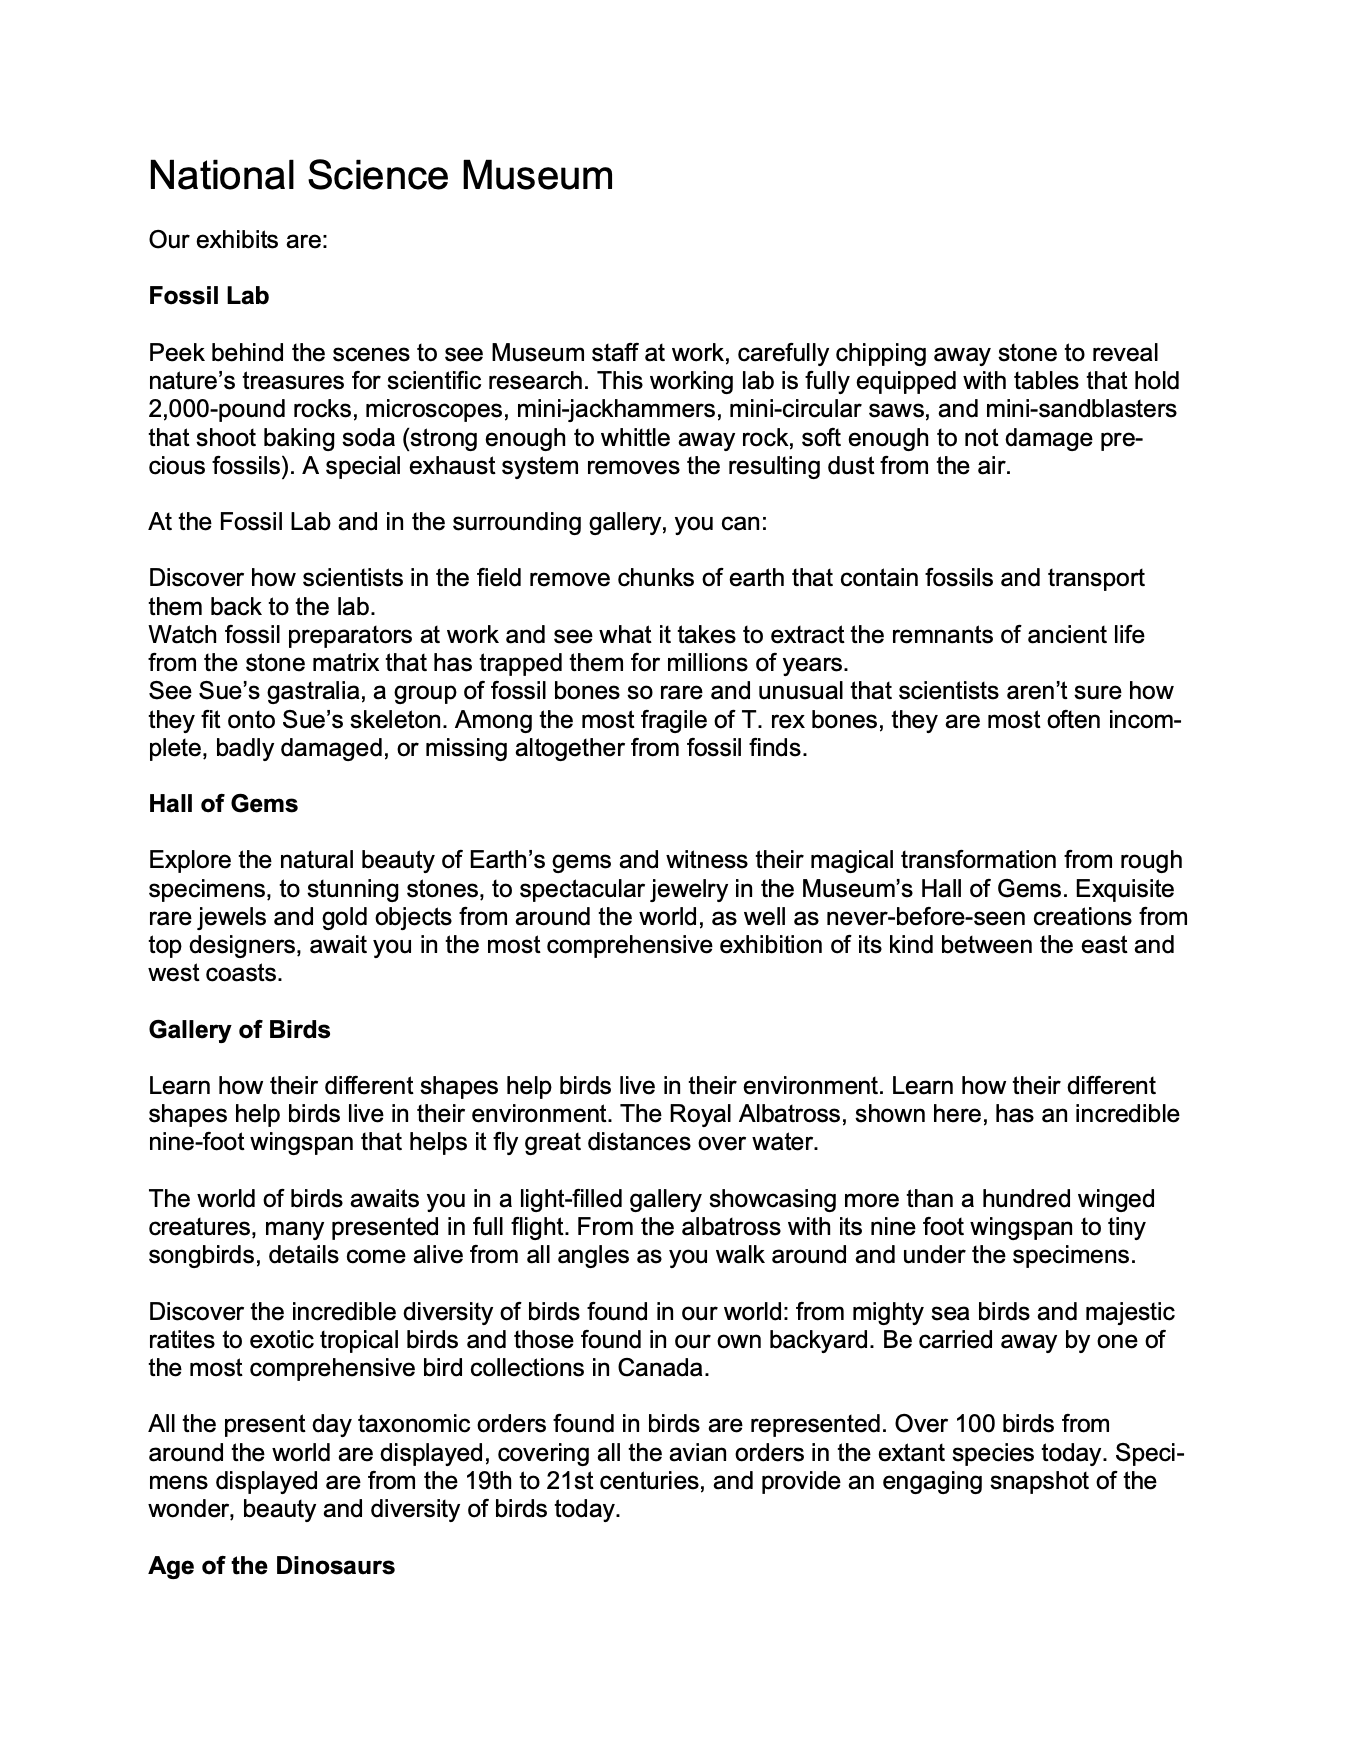 National Science Museum
Our exhibits are:
Fossil Lab
Peek behind the scenes to see Museum staff at work, carefully chipping away stone to reveal
nature’s treasures for scientific research. This working lab is fully equipped with tables that hold
2,000-pound rocks, microscopes, mini-jackhammers, mini-circular saws, and mini-sandblasters
that shoot baking soda (strong enough to whittle away rock, soft enough to not damage pre-
cious fossils). A special exhaust system removes the resulting dust from the air.
At the Fossil Lab and in the surrounding gallery, you can:
Discover how scientists in the field remove chunks of earth that contain fossils and transport
them back to the lab.
Watch fossil preparators at work and see what it takes to extract the remnants of ancient life
from the stone matrix that has trapped them for millions of years.
See Sue’s gastralia, a group of fossil bones so rare and unusual that scientists aren’t sure how
they fit onto Sue’s skeleton. Among the most fragile of T. rex bones, they are most often incom-
plete, badly damaged, or missing altogether from fossil finds.
Hall of Gems
Explore the natural beauty of Earth’s gems and witness their magical transformation from rough
specimens, to stunning stones, to spectacular jewelry in the Museum’s Hall of Gems. Exquisite
rare jewels and gold objects from around the world, as well as never-before-seen creations from
top designers, await you in the most comprehensive exhibition of its kind between the east and
west coasts.
Gallery of Birds
Learn how their different shapes help birds live in their environment. Learn how their different
shapes help birds live in their environment. The Royal Albatross, shown here, has an incredible
nine-foot wingspan that helps it fly great distances over water.
The world of birds awaits you in a light-filled gallery showcasing more than a hundred winged
creatures, many presented in full flight. From the albatross with its nine foot wingspan to tiny
songbirds, details come alive from all angles as you walk around and under the specimens.
Discover the incredible diversity of birds found in our world: from mighty sea birds and majestic
ratites to exotic tropical birds and those found in our own backyard. Be carried away by one of
the most comprehensive bird collections in Canada.
All the present day taxonomic orders found in birds are represented. Over 100 birds from
around the world are displayed, covering all the avian orders in the extant species today. Speci-
mens displayed are from the 19th to 21st centuries, and provide an engaging snapshot of the
wonder, beauty and diversity of birds today.
Age of the Dinosaurs